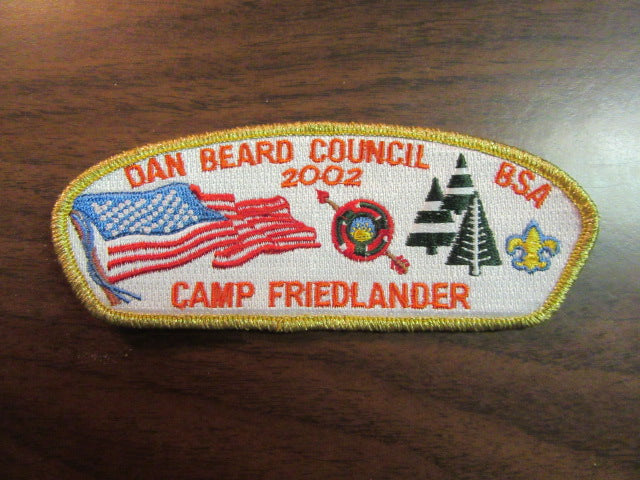 DAN BEARD COUNCIL BSA
2002
CAMP FRIEDLANDER